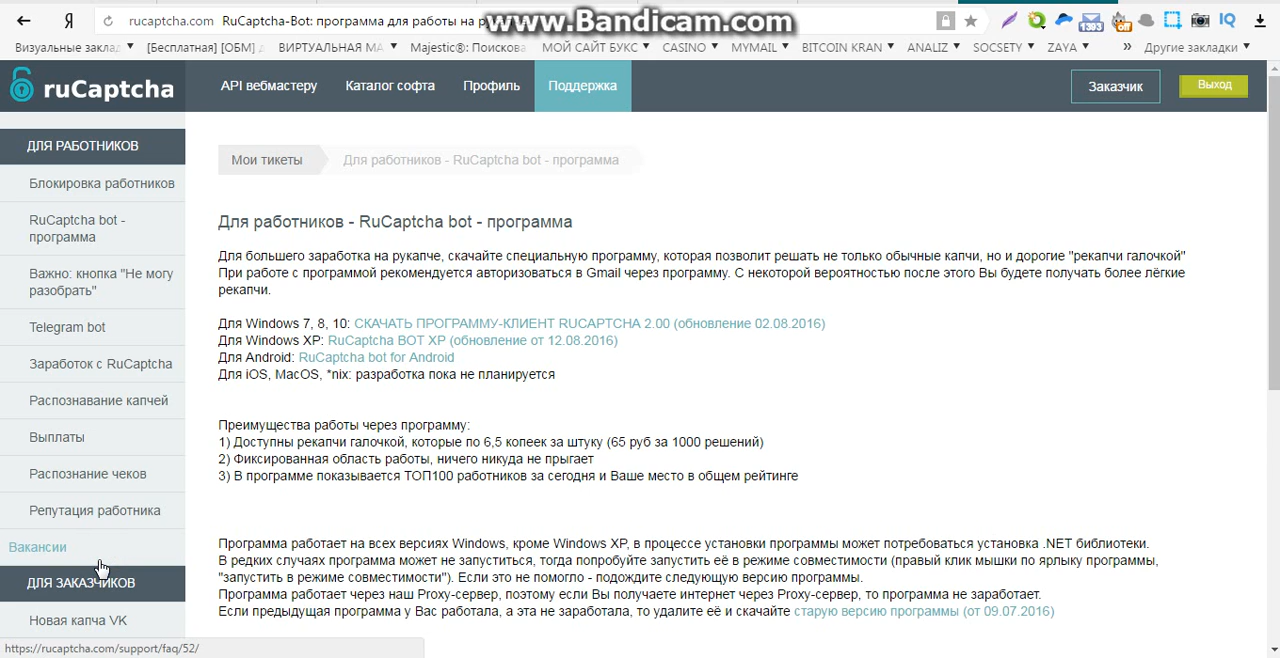 rucaptcha.com RuCaptcha-Bot: программа для работы на
www.Bandicam.com
Визуальные заклад
[Бесплатная] [ОБМ]
ВИРТУАЛЬНАЯ МА
Majestic®: Поискова
МОЙ САЙТ БУКС
CASINO
MYMAIL
BITCOIN KRAN
ANALIZ
SOCSETY
ZAYA
»
Другие закладки
ruCaptcha
API вебмастеру
Каталог софта
Профиль
Поддержка
Заказчик
Выход
ДЛЯ РАБОТНИКОВ
Блокировка работников
RuCaptcha bot -
программа
Важно: кнопка "Не могу
разобрать"
Telegram bot
Заработок с RuCaptcha
Распознавание капчей
Выплаты
Распознание чеков
Репутация работника
Вакансии
ДЛЯ ЗАКАЗЧИКОВ
Новая капча VK
Мои тикеты
Для работников - RuCaptcha bot - программа
Для работников - RuCaptcha bot - программа
Для большего заработка на рукапче, скачайте специальную программу, которая позволит решать не только обычные капчи, но и дорогие "рекапчи галочкой"
При работе с программой рекомендуется авторизоваться в Gmail через программу. С некоторой вероятностью после этого Вы будете получать более лёгкие
рекапчи.
Для Windows 7, 8, 10: СКАЧАТЬ ПРОГРАММУ-КЛИЕНТ RUCAPTCHA 2.00 (обновление 02.08.2016)
Для Windows XP: RuCaptcha BOT XP (обновление от 12.08.2016)
Для Android: RuCaptcha bot for Android
Для iOS, MacOS, *nix: разработка пока не планируется
Преимущества работы через программу:
1) Доступны рекапчи галочкой, которые по 6,5 копеек за штуку (65 руб за 1000 решений)
2) Фиксированная область работы, ничего никуда не прыгает
3) В программе показывается ТОП100 работников за сегодня и Ваше место в общем рейтинге
Программа работает на всех версиях Windows, кроме Windows XP, в процессе установки программы может потребоваться установка .NET библиотеки.
В редких случаях программа может не запуститься, тогда попробуйте запустить её в режиме совместимости (правый клик мышки по ярлыку программы,
"запустить в режиме совместимости"). Если это не помогло - подождите следующую версию программы.
Программа работает через наш Proxy-сервер, поэтому если Вы получаете интернет через Proxy-сервер, то программа не заработает.
Если предыдущая программа у Вас работала, а эта не заработала, то удалите её и скачайте старую версию программы (от 09.07.2016)
https://rucaptcha.com/support/faq/52/